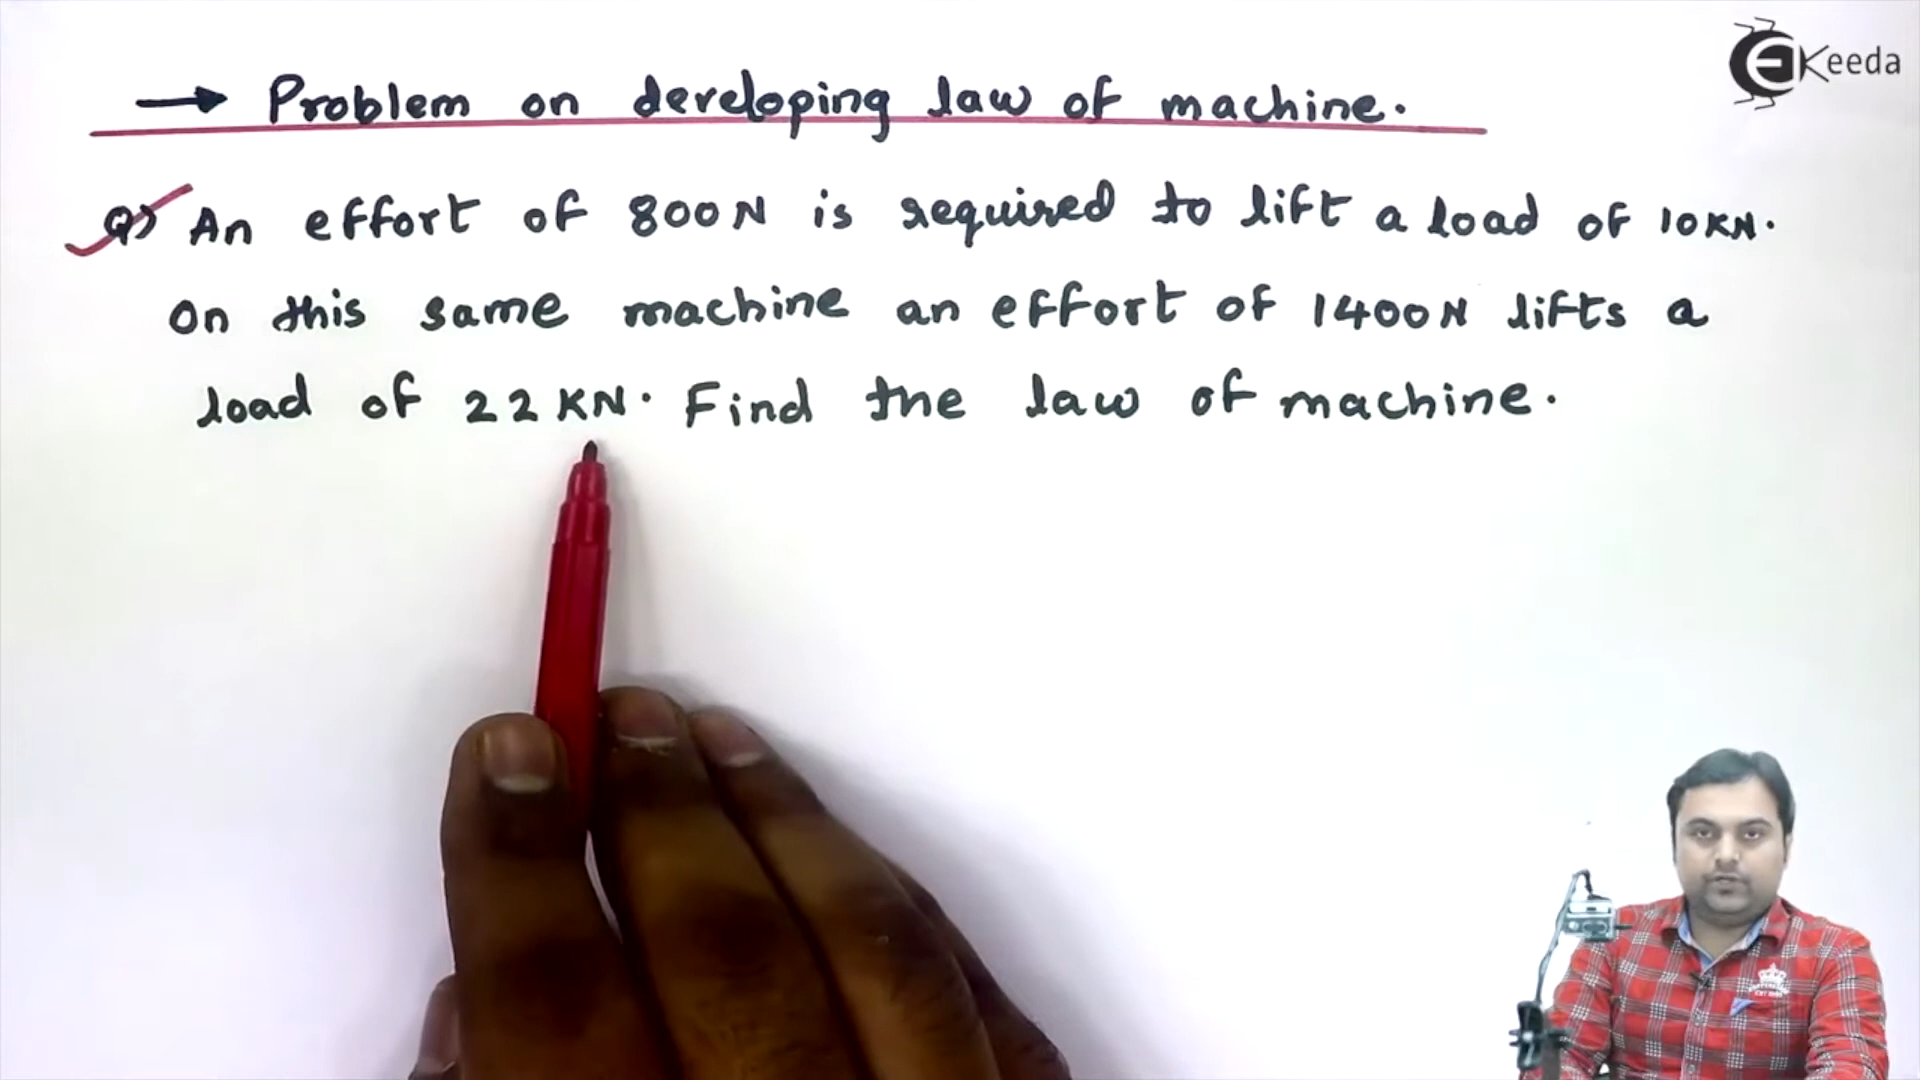 EKeeda
→ Problem on developing law of machine.
Q) An effort of 800N is required to lift a load of 10KN.
On this same machine an effort of 1400N lifts a
load of 22KN. Find the law of machine.